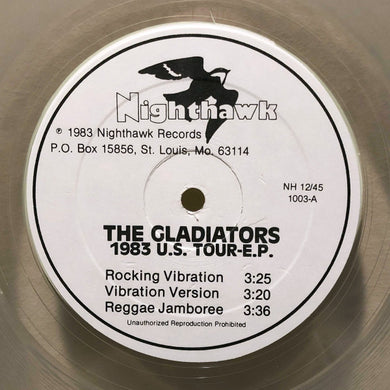 Nighthawk
℗ 1983 Nighthawk Records
P.O. Box 15856, St. Louis, Mo. 63114
NH 12/45
1003-A
THE GLADIATORS
1983 U.S. TOUR-E.P.
Rocking Vibration 3:25
Vibration Version 3:20
Reggae Jamboree 3:36
Unauthorized Reproduction Prohibited